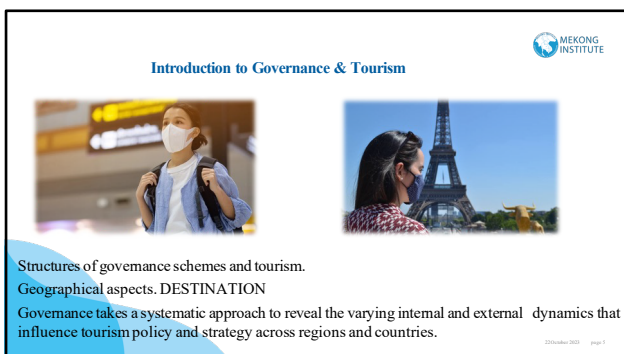 MEKONG
INSTITUTE
Introduction to Governance & Tourism
Structures of governance schemes and tourism.
Geographical aspects. DESTINATION
Governance takes a systematic approach to reveal the varying internal and external dynamics that
influence tourism policy and strategy across regions and countries.